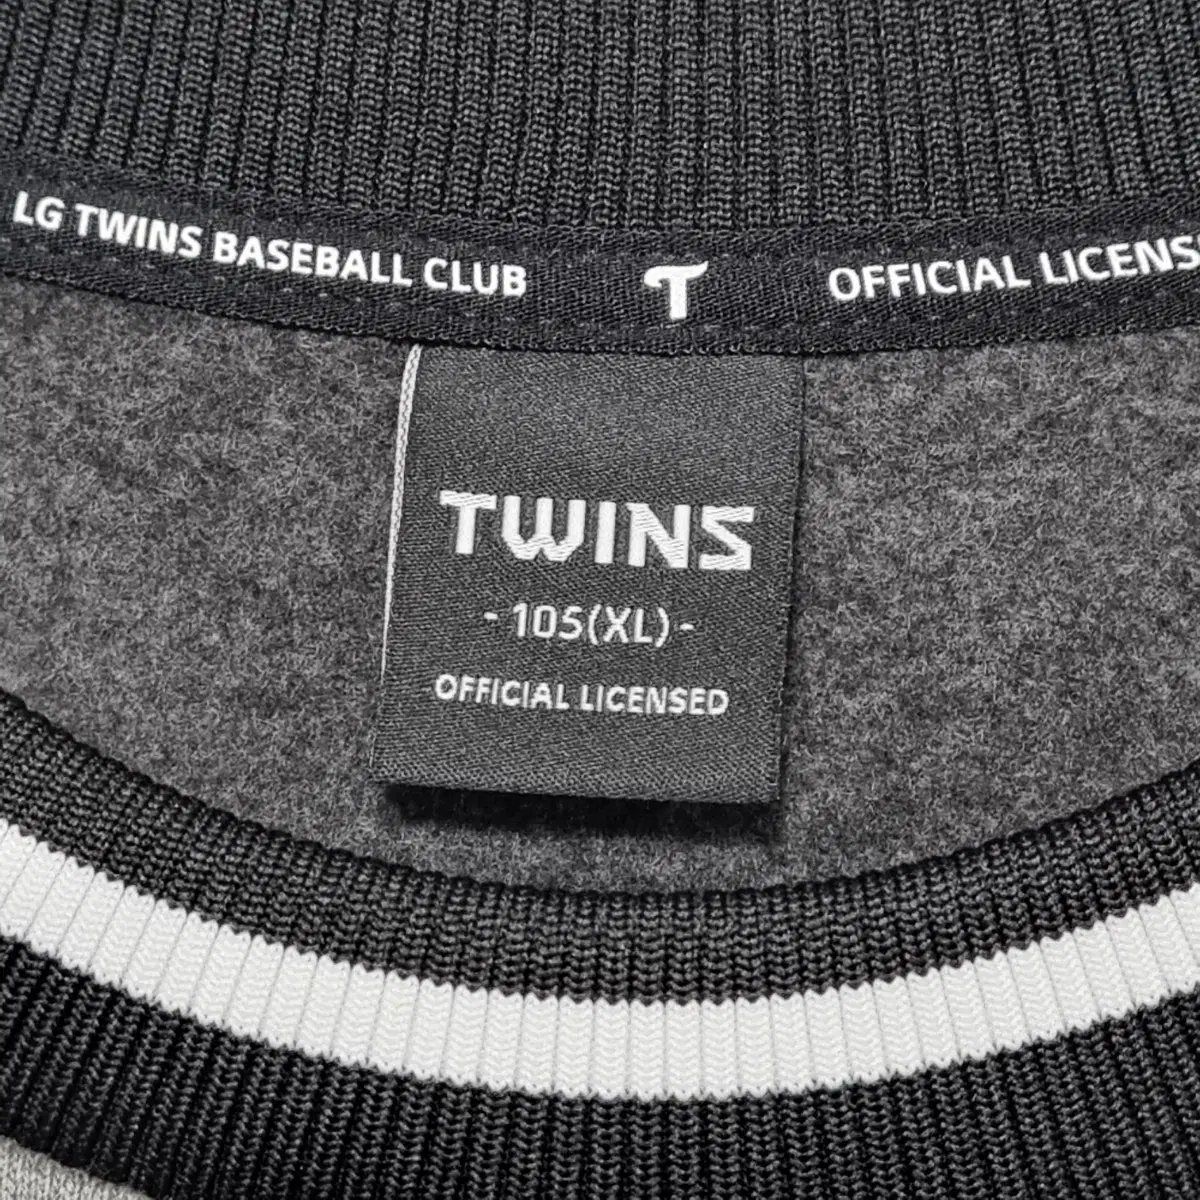 LG TWINS BASEBALL CLUB T OFFICIAL LICENS
TWINS
- 105(XL) -
OFFICIAL LICENSED